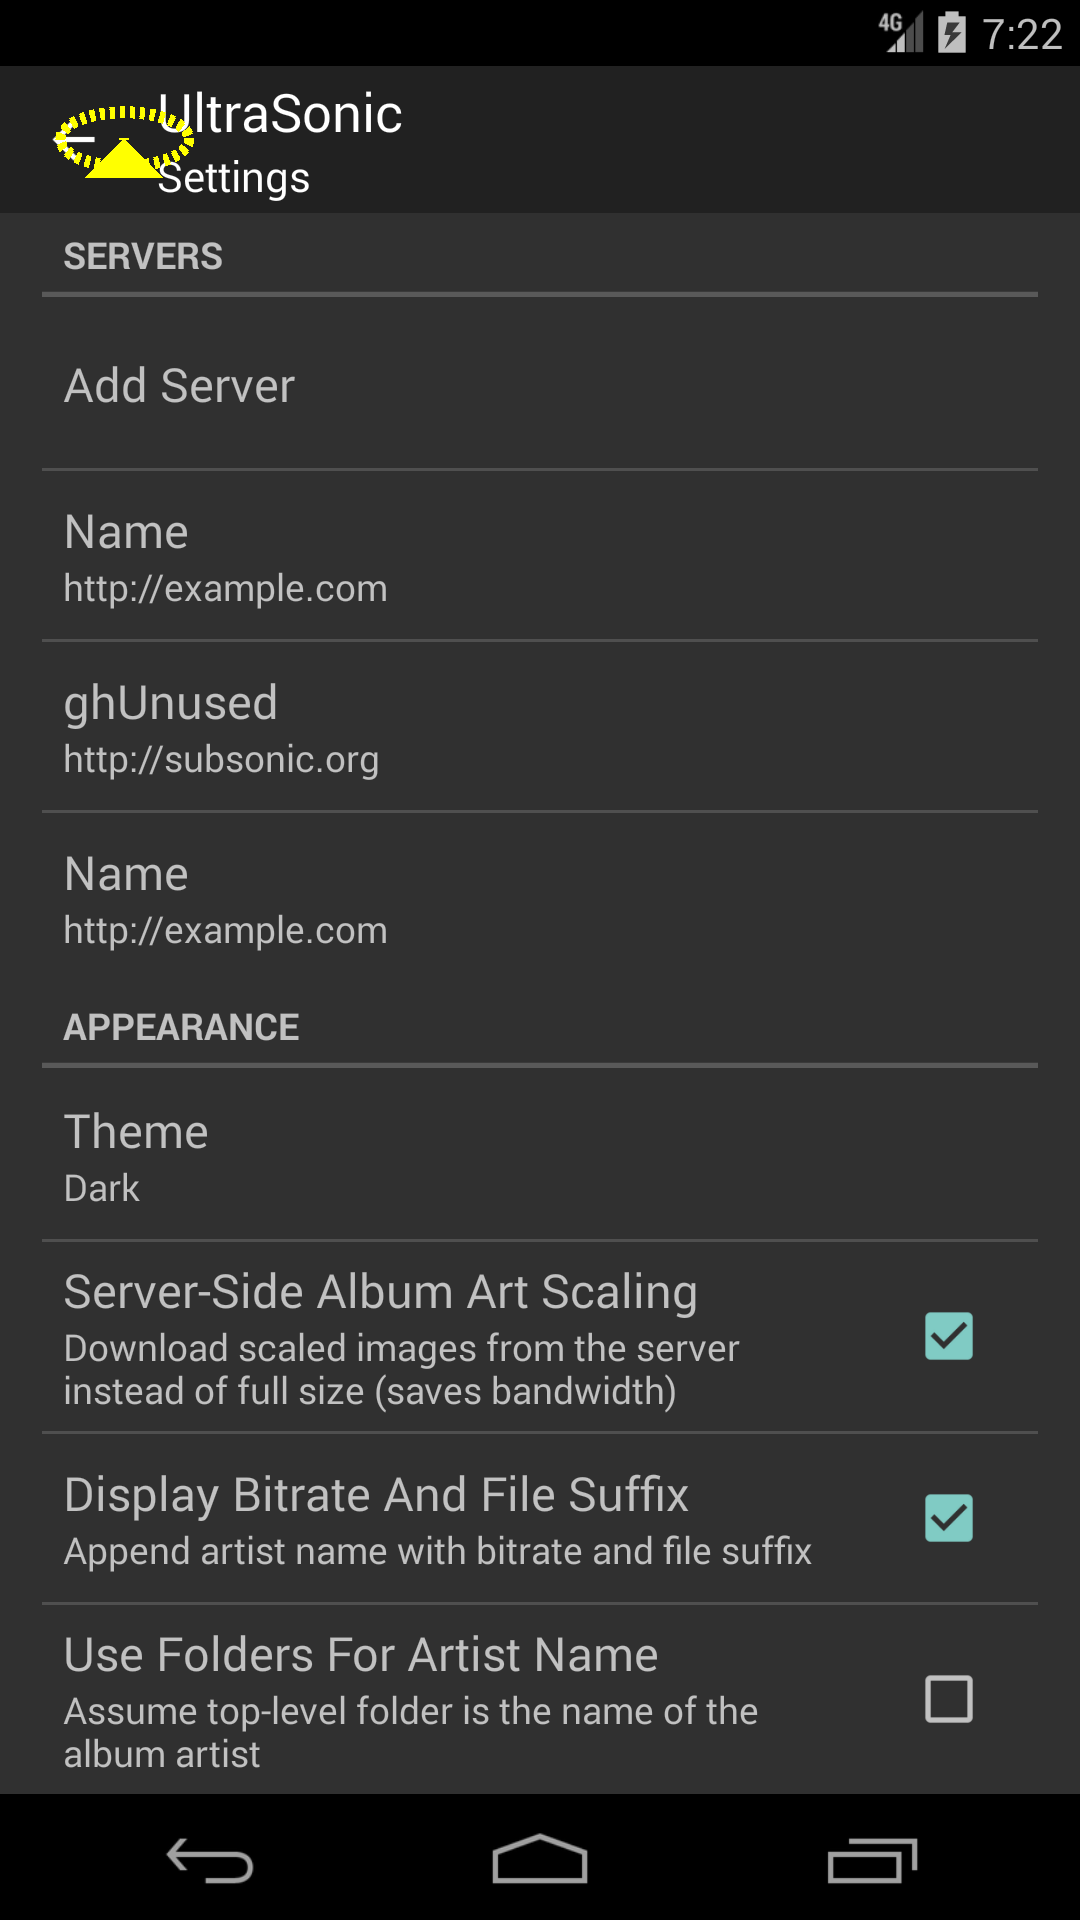 4G 7:22
UltraSonic
Settings
SERVERS
Add Server
Name
http://example.com
ghUnused
http://subsonic.org
Name
http://example.com
APPEARANCE
Theme
Dark
Server-Side Album Art Scaling
Download scaled images from the server
instead of full size (saves bandwidth)
Display Bitrate And File Suffix
Append artist name with bitrate and file suffix
Use Folders For Artist Name
Assume top-level folder is the name of the
album artist